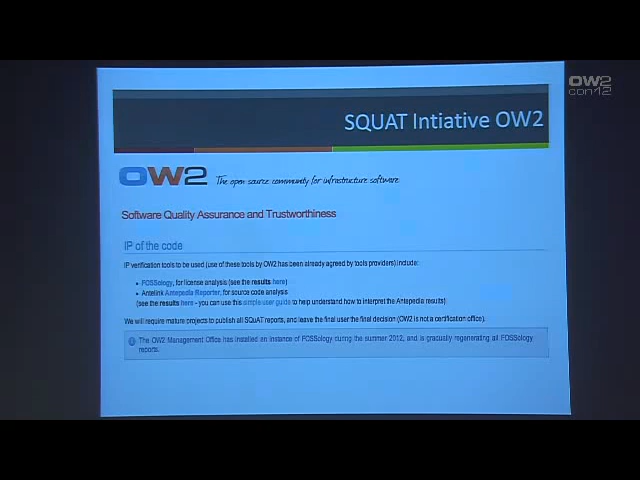 OW2
con12
SQUAT Intiative OW2
OW2 The open source community for infrastructure software
Software Quality Assurance and Trustworthiness
IP of the code
IP verification tools to be used (use of these tools by OW2 has been already agreed by tools providers) include:
• FOSSology, for license analysis (see the results here)
• Antelink Antepedia Reporter, for source code analysis
(see the results here - you can use this simple user guide to help understand how to interpret the Antapedia results)
We will require mature projects to publish all SQuAT reports, and leave the final user the final decision (OW2 is not a certification office).
The OW2 Management Office has installed an instance of FOSSology during the summer 2012, and is gradually regenerating all FOSSology
reports.